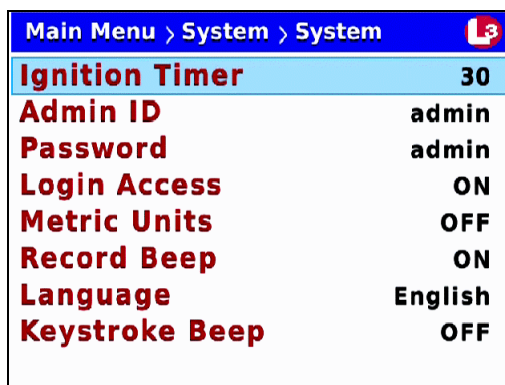 Main Menu > System > System L3
Ignition Timer 30
Admin ID admin
Password admin
Login Access ON
Metric Units OFF
Record Beep ON
Language English
Keystroke Beep OFF